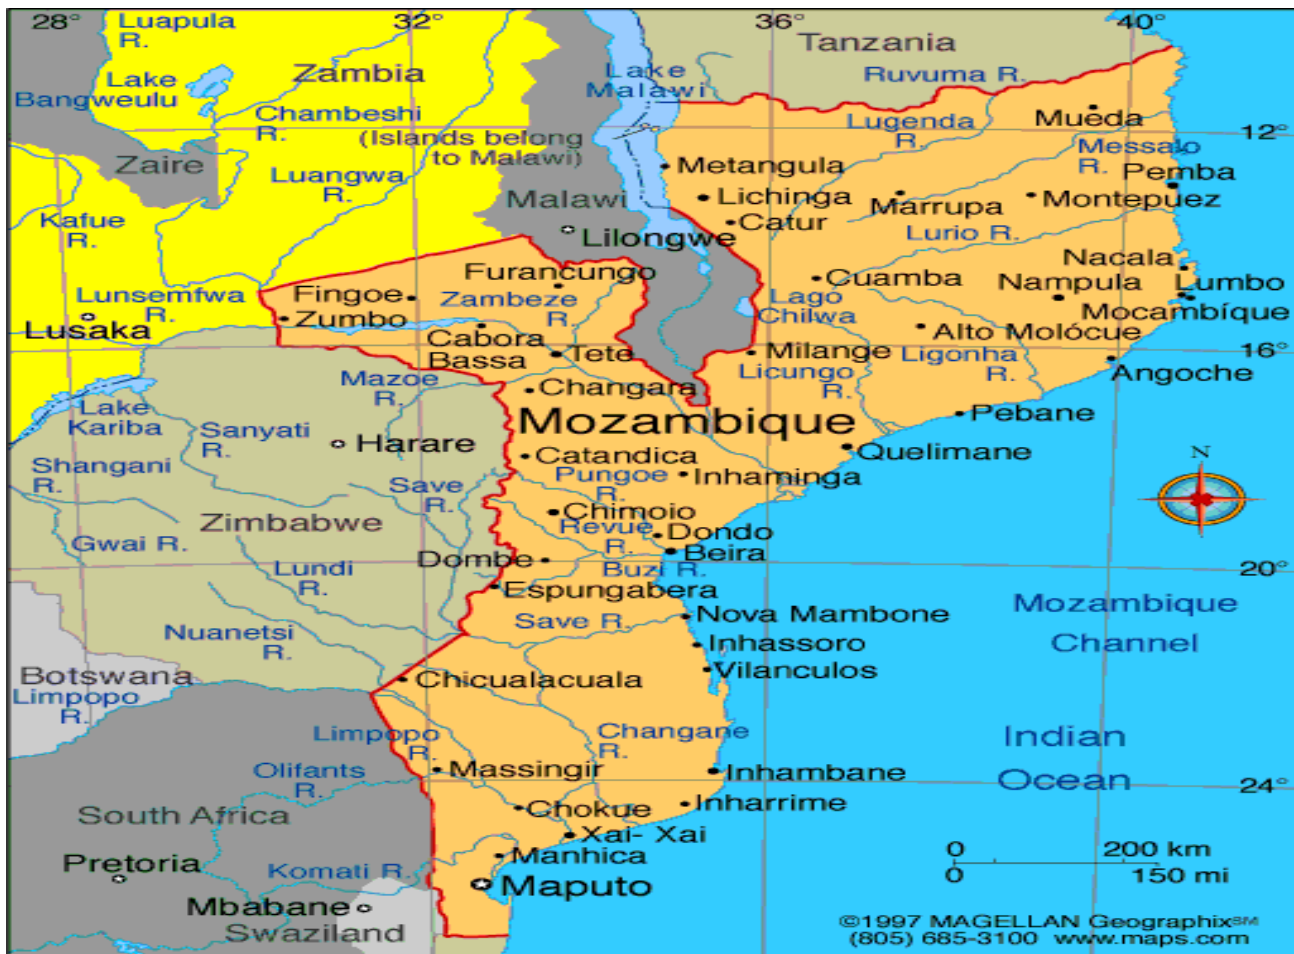 28°
32°
36°
40°
Luapula
R.
Tanzania
Zambia
Lake
Malawi
Ruvuma R.
Lake
Bangweulu
Chambeshi
R.
(Islands belong
to Malawi)
Lugenda
R.
Muêda
12°
Messalo
R.
Zaire
Luangwa
R.
Metangula
Pemba
Malawi
Lichinga
Marrupa
Montepuez
Kafue
R.
Lilongwe
Catur
Lurio R.
Furancungo
Nacala
Cuamba
Nampula
Lumbo
Lunsemfwa
R.
Fingoe
Zumbo
Zambeze
R.
Lago
Chilwa
Mocambíque
Lusaka
Cabora
Bassa
Tete
Alto Molócue
Milange
Ligonha
R.
16°
Mazoe
R.
Changara
Licungo
R.
Angoche
Lake
Kariba
Sanyati
R.
Harare
Mozambique
Pebane
Shangani
R.
Catandica
Quelimane
N
Save
R.
Pungoe
R.
Inhaminga
Zimbabwe
Chimoio
Revue
R.
Dondo
Gwai R.
Beira
Dombe
Buzi R.
20°
Lundi
R.
Espungabera
Mozambique
Channel
Save R.
Nova Mambone
Nuanetsi
R.
Inhassoro
Botswana
Vilanculos
Limpopo
R.
Chicualacuala
Limpopo
R.
Changane
R.
Indian
Ocean
Olifants
R.
Massingir
Inhambane
24°
South Africa
Chokue
Inharrime
Xai- Xai
Pretoria
Komati R.
Manhica
0
200 km
0
150 mi
Maputo
Mbabane
Swaziland
©1997 MAGELLAN Geographix℠
(805) 685-3100 www.maps.com